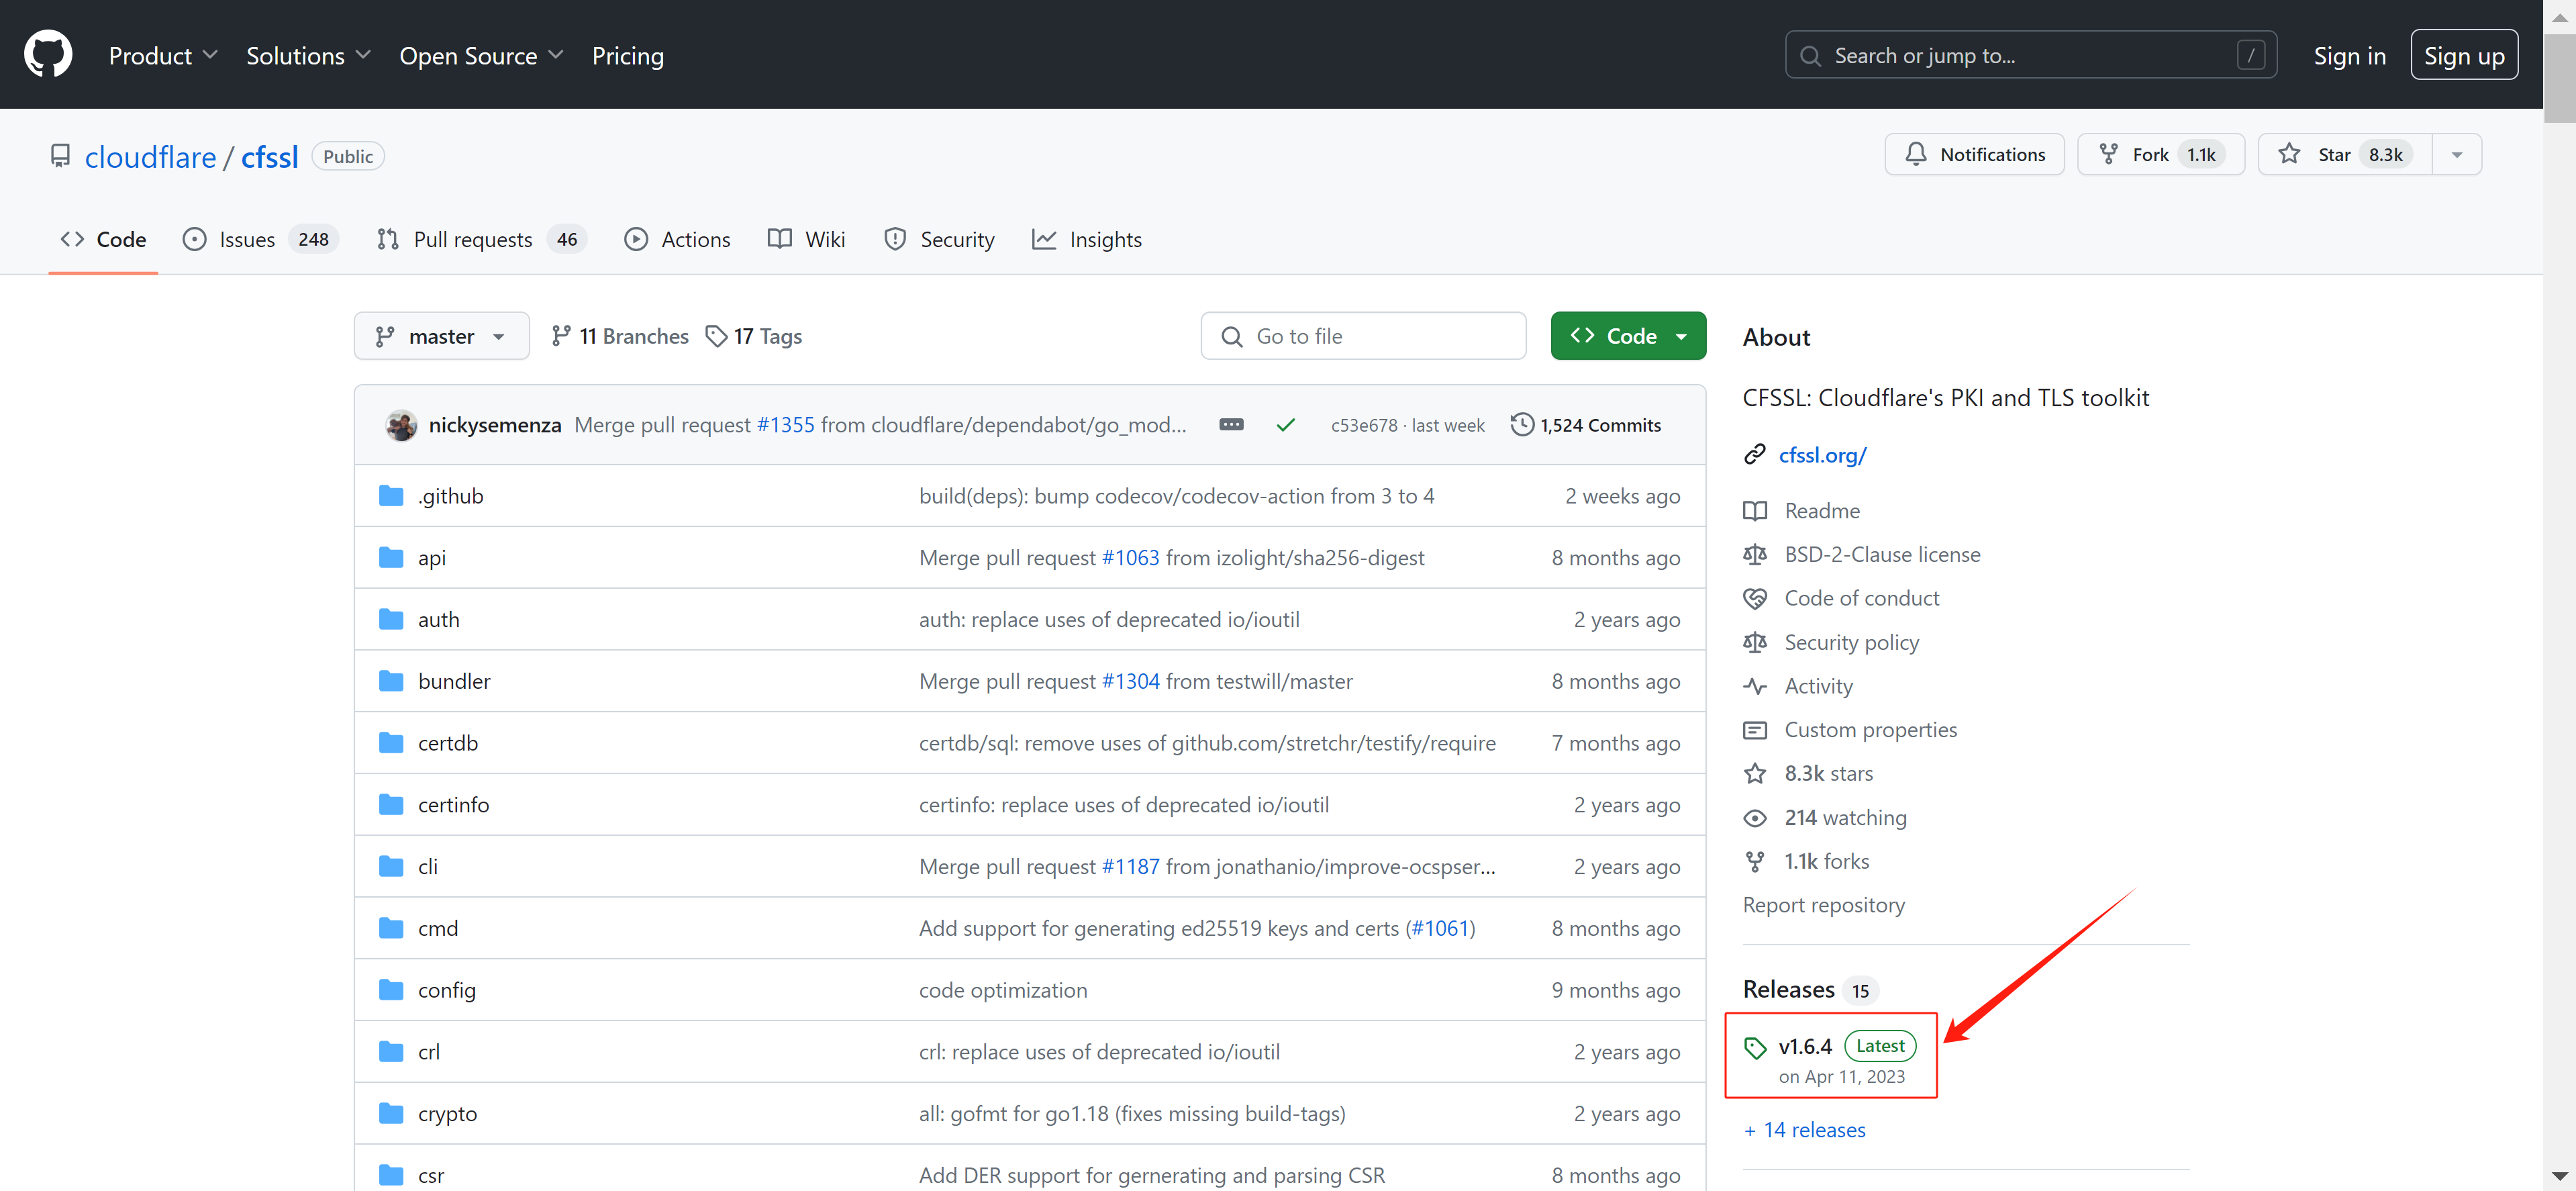 Product Solutions Open Source Pricing Search or jump to... / Sign in Sign up
cloudflare / cfssl Public Notifications Fork 1.1k Star 8.3k
Code Issues 248 Pull requests 46 Actions Wiki Security Insights
master 11 Branches 17 Tags Go to file Code
nickysemenza Merge pull request #1355 from cloudflare/dependabot/go_mod... c53e678 · last week 1,524 Commits
.github build(deps): bump codecov/codecov-action from 3 to 4 2 weeks ago
api Merge pull request #1063 from izolight/sha256-digest 8 months ago
auth auth: replace uses of deprecated io/ioutil 2 years ago
bundler Merge pull request #1304 from testwill/master 8 months ago
certdb certdb/sql: remove uses of github.com/stretchr/testify/require 7 months ago
certinfo certinfo: replace uses of deprecated io/ioutil 2 years ago
cli Merge pull request #1187 from jonathanio/improve-ocspser... 2 years ago
cmd Add support for generating ed25519 keys and certs (#1061) 8 months ago
config code optimization 9 months ago
crl crl: replace uses of deprecated io/ioutil 2 years ago
crypto all: gofmt for go1.18 (fixes missing build-tags) 2 years ago
csr Add DER support for gernerating and parsing CSR 8 months ago
About
CFSSL: Cloudflare's PKI and TLS toolkit
cfssl.org/
Readme
BSD-2-Clause license
Code of conduct
Security policy
Activity
Custom properties
8.3k stars
214 watching
1.1k forks
Report repository
Releases 15
v1.6.4 Latest
on Apr 11, 2023
+ 14 releases